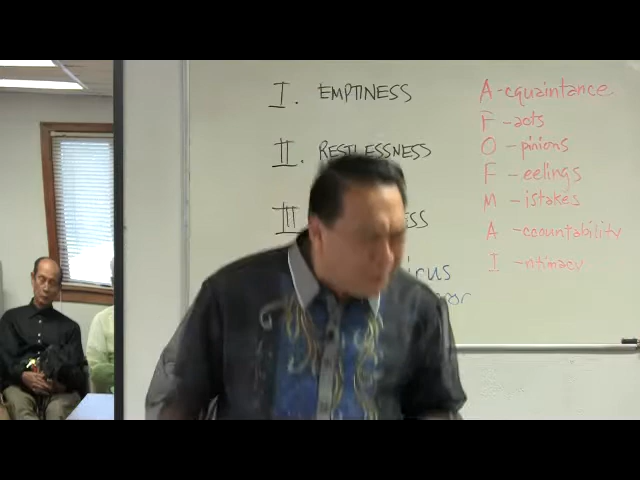 I. EMPTINESS
II. RESTLESSNESS
III
A-cquaintance
F-acts
O-pinions
F-eelings
M-istakes
A-ccountability
I-ntimacy